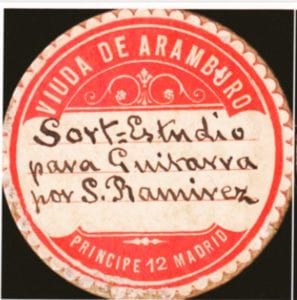 VIUDA DE ARAMBURO
Sort=Estudio
para Guitarra
por S. Ramirez
PRINCIPE 12 MADRID